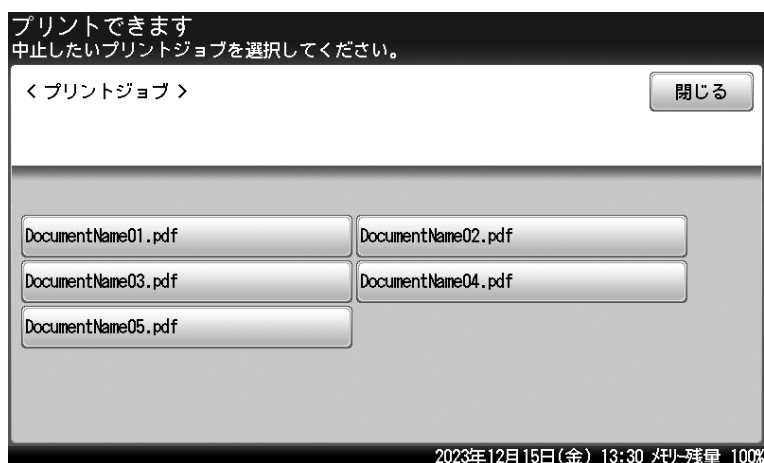 プリントできます
中止したいプリントジョブを選択してください。
< プリントジョブ >
閉じる
DocumentName01.pdf
DocumentName02.pdf
DocumentName03.pdf
DocumentName04.pdf
DocumentName05.pdf
2023年12月15日(金) 13:30 メモリー残量 100%